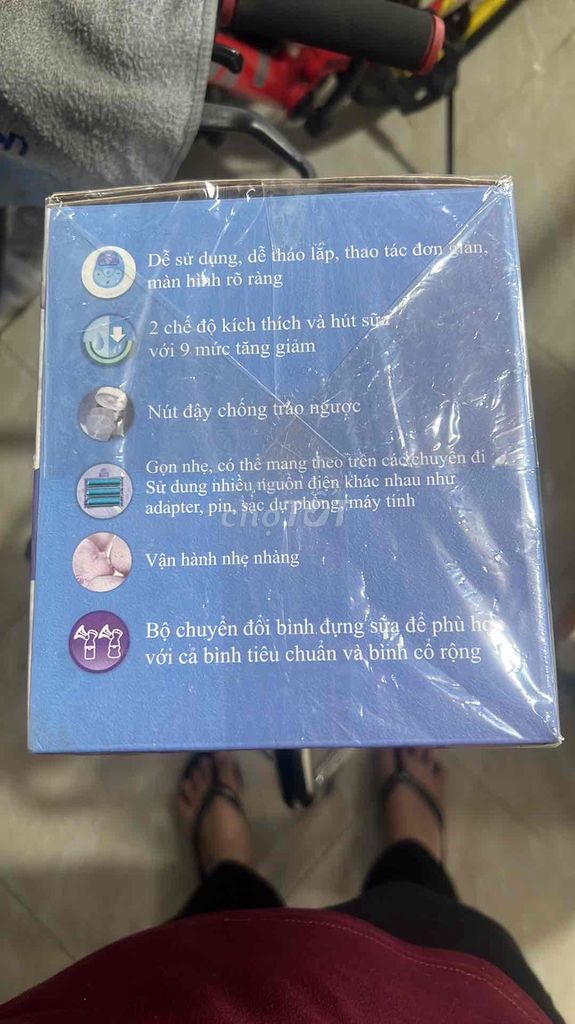 Dễ sử dụng, dễ tháo lắp, thao tác đơn giản,
màn hình rõ ràng
2 chế độ kích thích và hút sữa
với 9 mức tăng giảm
Nút đậy chống trào ngược
Gọn nhẹ, có thể mang theo trên các chuyến đi
Sử dung nhiều nguồn điện khác nhau như
adapter, pin, sạc dự phòng, máy tính
chợTỐT
Vận hành nhẹ nhàng
Bộ chuyển đổi bình đựng sữa để phù hợp
với cả bình tiêu chuẩn và bình cổ rộng